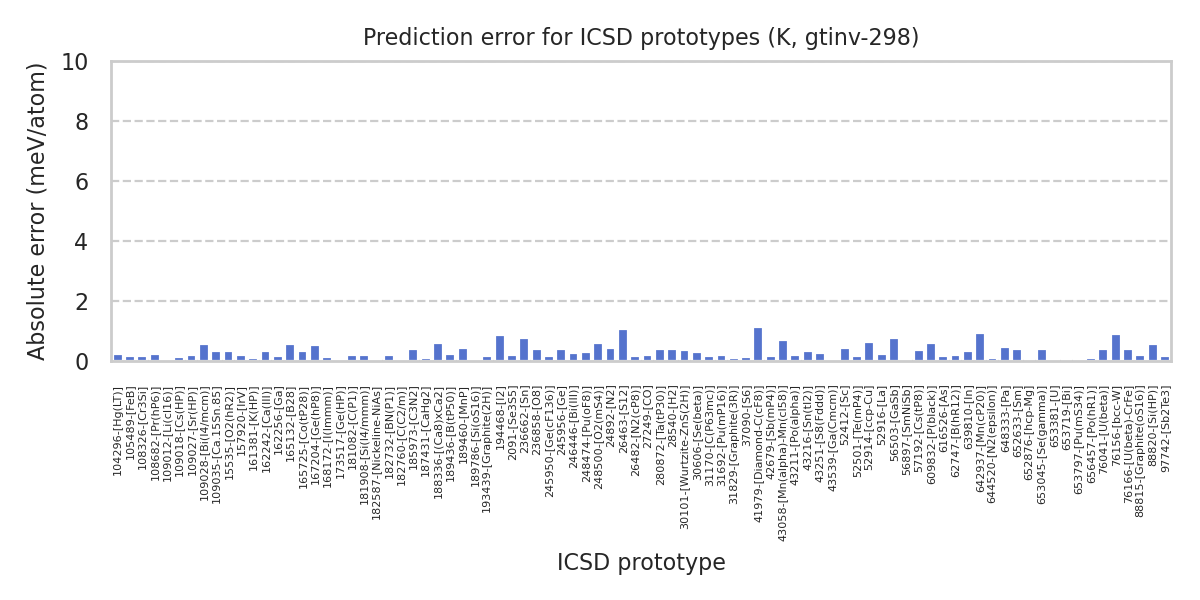 Prediction error for ICSD prototypes (K, gtinv-298)
Absolute error (meV/atom)
10
8
6
4
2
0
104296-[Hg(LT)]
105489-[FeB]
108326-[Cr3Si]
108682-[Pr(hP6)]
109012-[Li(cI16)]
109018-[Cs(HP)]
109027-[Sr(HP)]
109028-[Bi(I4/mcm)]
109035-[Ca.15Sn.85]
15535-[O2(hR2)]
157920-[IrV]
161381-[K(HP)]
162242-[Ca(III)]
162256-[Ga]
165132-[B28]
165725-[Co(tP28)]
167204-[Ge(hP8)]
168172-[I(Immm)]
173517-[Ge(HP)]
181082-[C(P1)]
181908-[Si(I4/mmm)]
182587-[Nickeline-NiAs]
182732-[BN(P1)]
182760-[C(C2/m)]
185973-[C3N2]
187431-[CaHg2]
188336-[(Ca8)xCa2]
189436-[B(tP50)]
189460-[MnP]
189786-[Si(oS16)]
193439-[Graphite(2H)]
194468-[I2]
2091-[Se3S5]
236662-[Sn]
236858-[O8]
245950-[Ge(cF136)]
245956-[Ge]
246446-[Bi(III)]
248474-[Pu(oF8)]
248500-[O2(mS4)]
24892-[N2]
26463-[S12]
26482-[N2(cP8)]
27249-[CO]
280872-[Ta(tP30)]
28540-[H2]
30101-[Wurtzite-ZnS(2H)]
30606-[Se(beta)]
31170-[C(P63mc)]
31692-[Pu(mP16)]
31829-[Graphite(3R)]
37090-[S6]
41979-[Diamond-C(cF8)]
42679-[Sb(mP4)]
43058-[Mn(alpha)-Mn(cI58)]
43211-[Po(alpha)]
43216-[Sn(tI2)]
43251-[S8(Fddd)]
43539-[Ga(Cmcm)]
52412-[Sc]
52501-[Te(mP4)]
52914-[fcc-Cu]
52916-[La]
56503-[GaSb]
56897-[SmNiSb]
57192-[Cs(tP8)]
609832-[P(black)]
616526-[As]
62747-[B(hR12)]
639810-[In]
642937-[Mn(cP20)]
644520-[N2(epsilon)]
648333-[Pa]
652633-[Sm]
652876-[hcp-Mg]
653045-[Se(gamma)]
653381-[U]
653719-[Bi]
653797-[Pu(mS34)]
656457-[Po(hR1)]
76041-[U(beta)]
76156-[bcc-W]
76166-[U(beta)-CrFe]
88815-[Graphite(oS16)]
88820-[Si(HP)]
97742-[Sb2Te3]
ICSD prototype